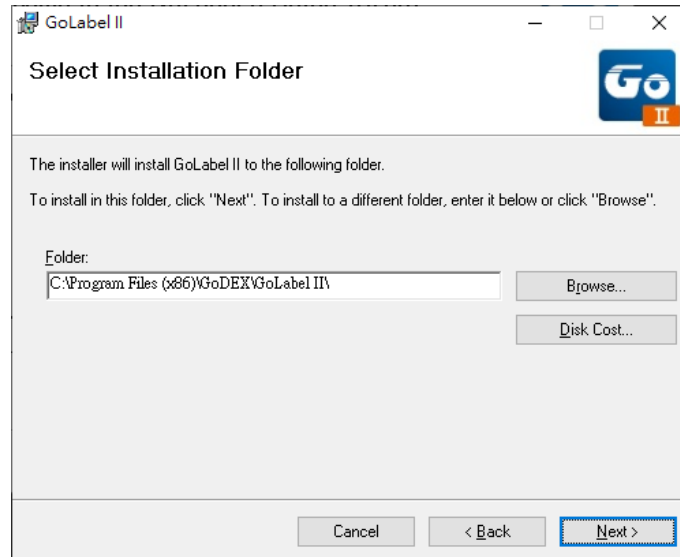 GoLabel II
Select Installation Folder
Go
II
The installer will install GoLabel II to the following folder.
To install in this folder, click "Next". To install to a different folder, enter it below or click "Browse".
Folder:
C:\Program Files (x86)\GoDEX\GoLabel II\
Browse...
Disk Cost...
Cancel
< Back
Next >